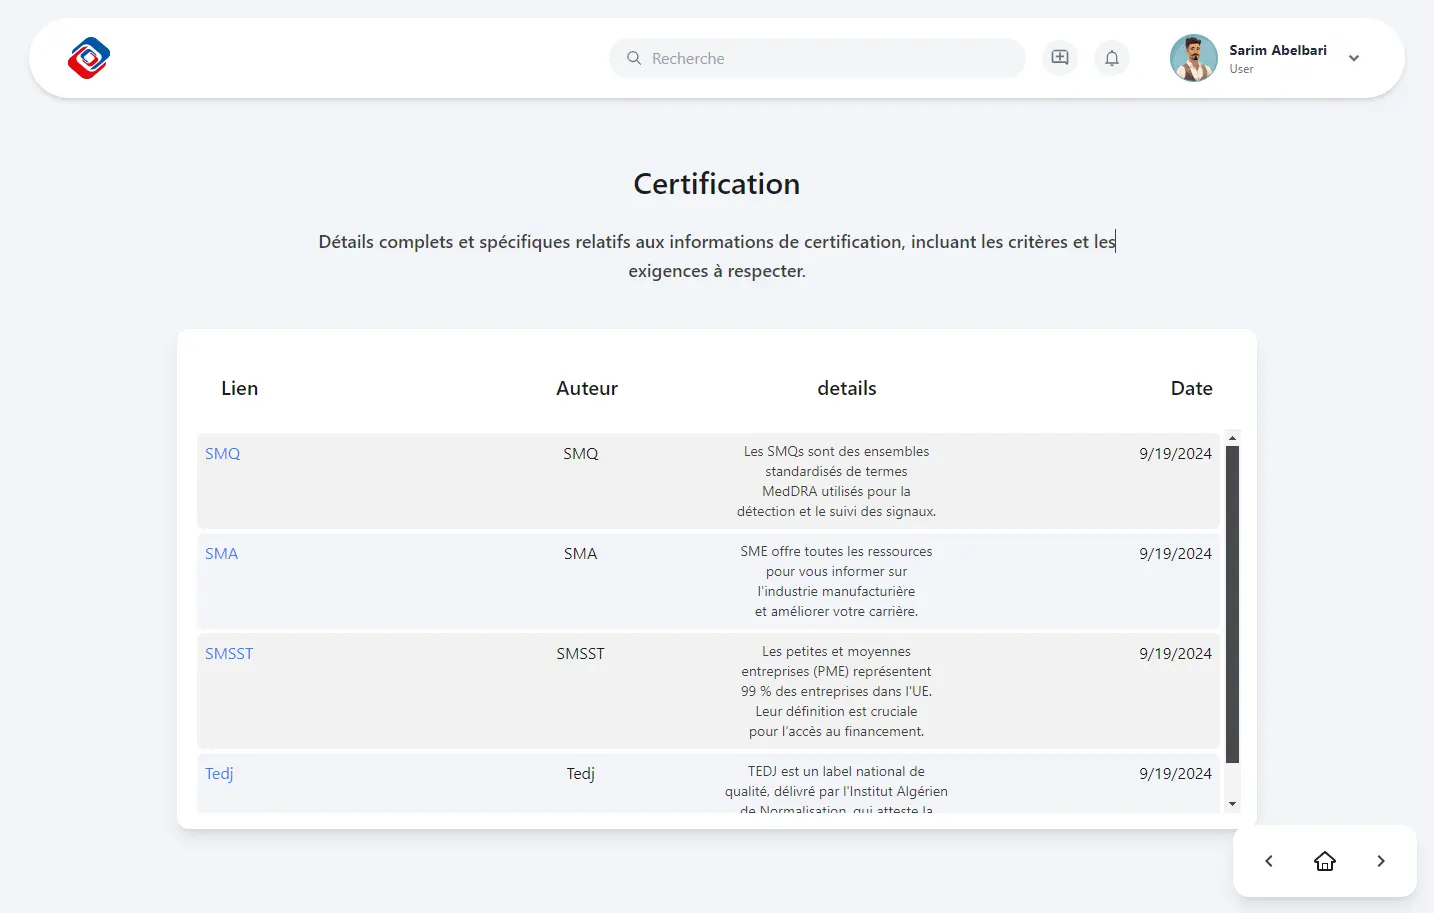 Recherche
Sarim Abelbari
User
Certification
Détails complets et spécifiques relatifs aux informations de certification, incluant les critères et les
exigences à respecter.
Lien Auteur details Date
SMQ SMQ Les SMQs sont des ensembles 9/19/2024
standardisés de termes
MedDRA utilisés pour la
détection et le suivi des signaux.
SMA SMA SME offre toutes les ressources 9/19/2024
pour vous informer sur
l'industrie manufacturière
et améliorer votre carrière.
SMSST SMSST Les petites et moyennes 9/19/2024
entreprises (PME) représentent
99 % des entreprises dans l'UE.
Leur définition est cruciale
pour l'accès au financement.
Tedj Tedj TEDJ est un label national de 9/19/2024
qualité, délivré par l'Institut Algérien
de Normalisation, qui atteste la